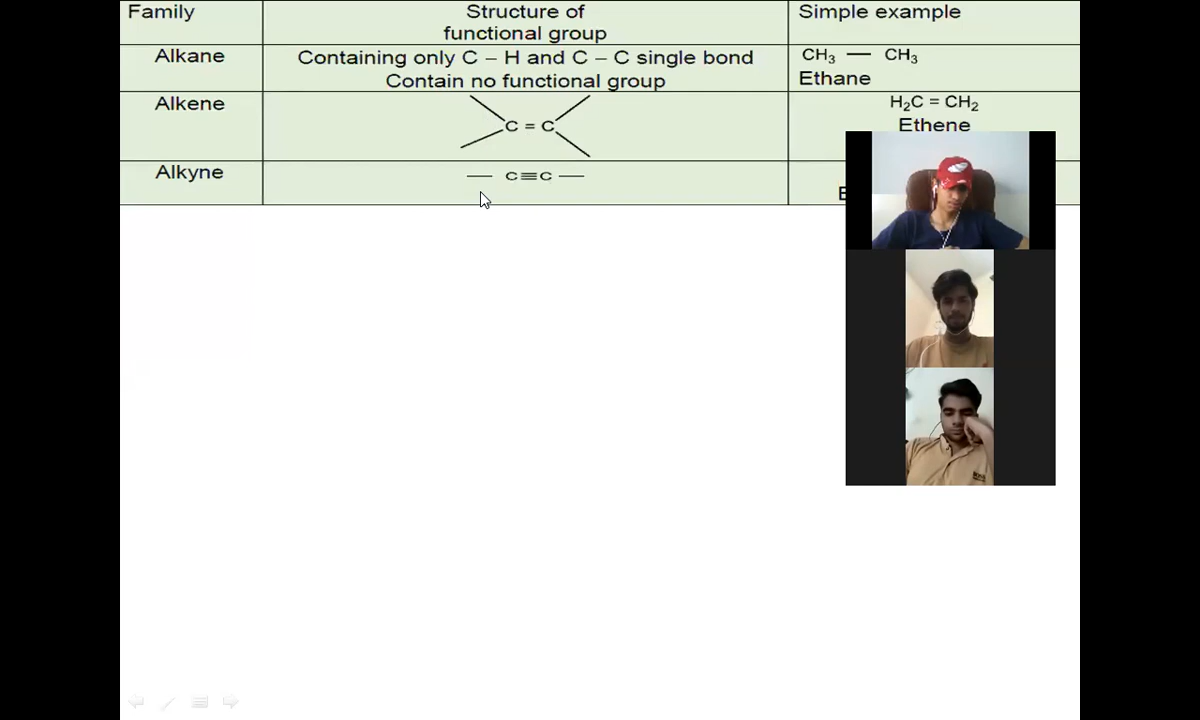 Family
Structure of
functional group
Simple example
Alkane
Containing only C – H and C – C single bond
Contain no functional group
CH₃ — CH₃
Ethane
Alkene
C = C
H₂C = CH₂
Ethene
Alkyne
— C≡C —